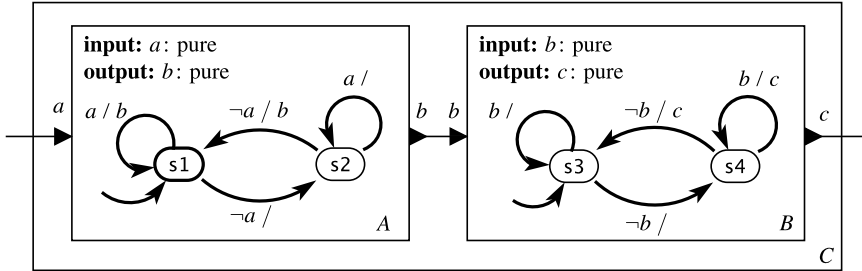 input: a: pure
output: b: pure
a / b
¬a / b
a /
s1
s2
¬a /
A
a
b
b
input: b: pure
output: c: pure
b /
¬b / c
b / c
s3
s4
¬b /
B
c
C